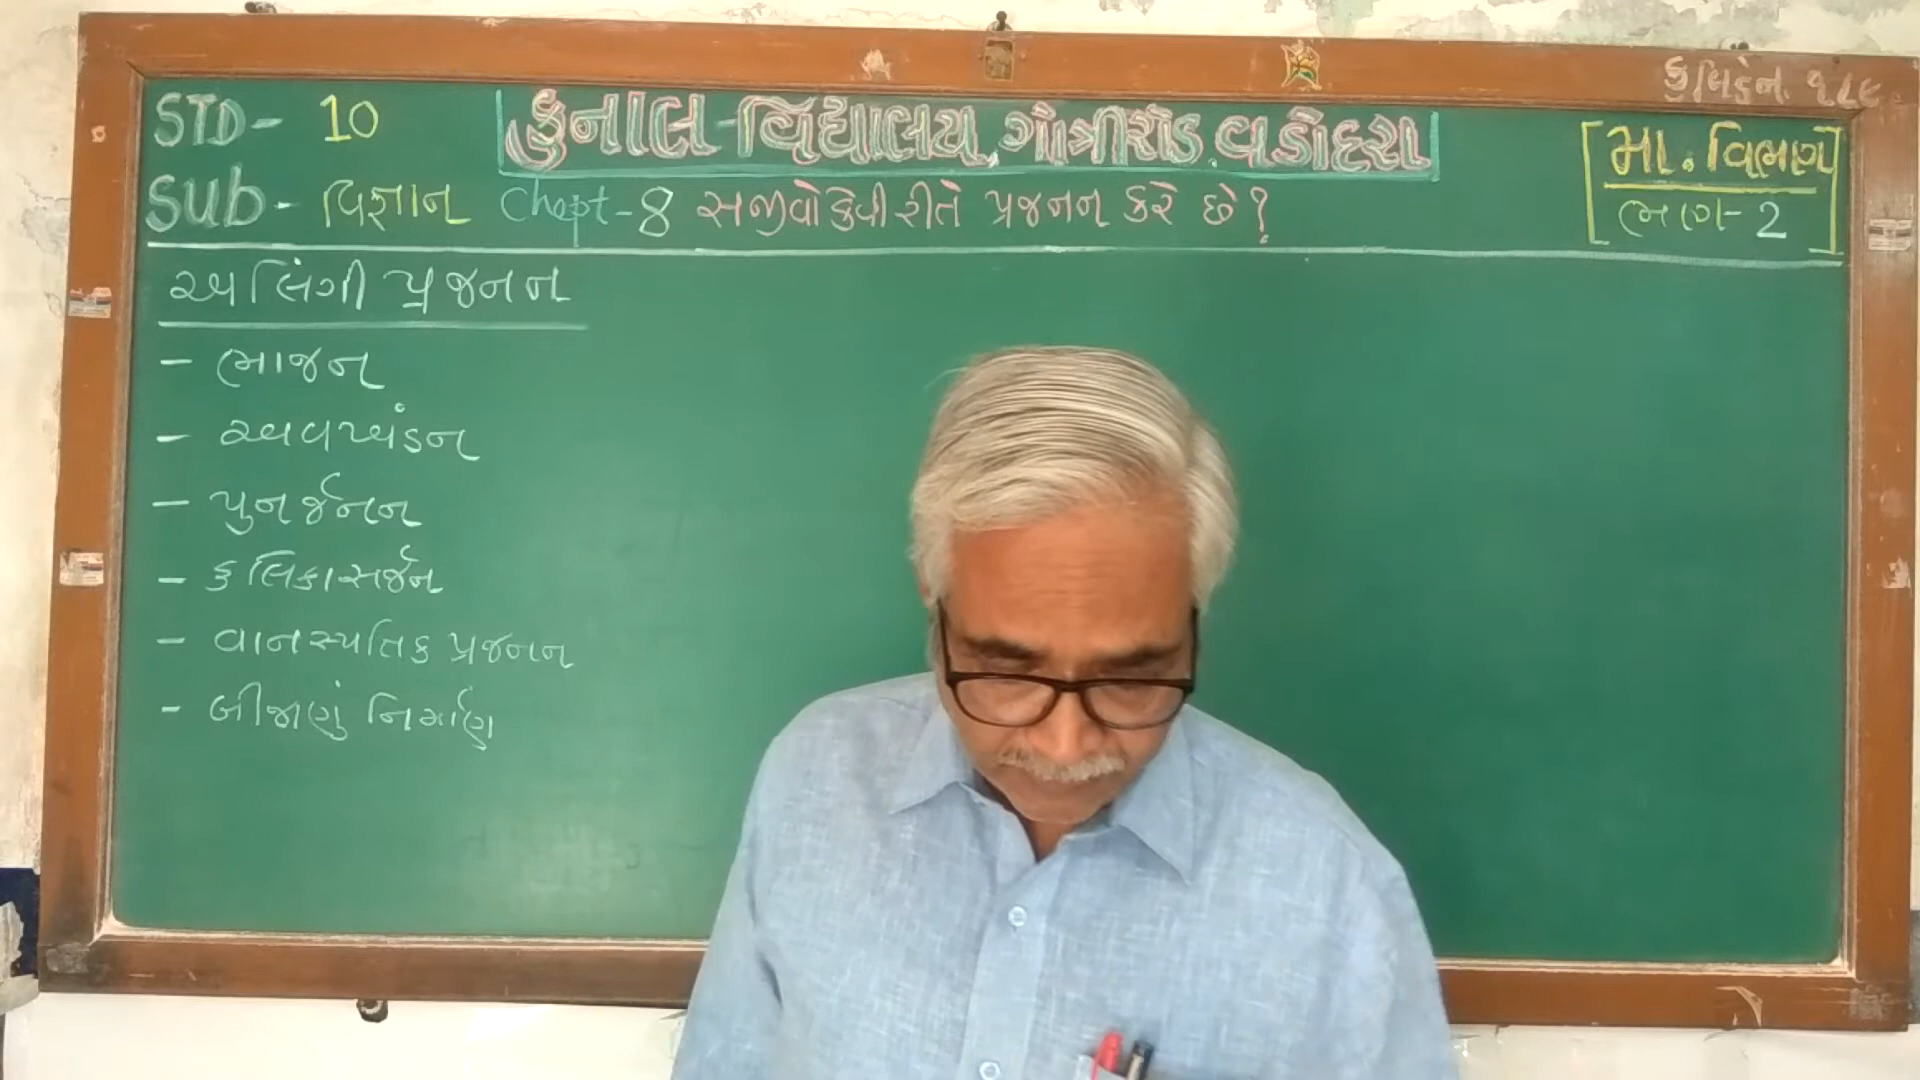 STD- 10
કુનાલ વિદ્યાલય, ગોત્રીરોડ, વડોદરા
મા. વિભાગ
ભાગ-2
Sub- વિજ્ઞાન Chapt-8 સજીવો કેવી રીતે પ્રજનન કરે છે?
અલિંગી પ્રજનન
- ભાજન
- અવખંડન
- પુનર્જનન
- કલિકાસર્જન
- વાનસ્પતિક પ્રજનન
- બીજાણું નિર્માણ